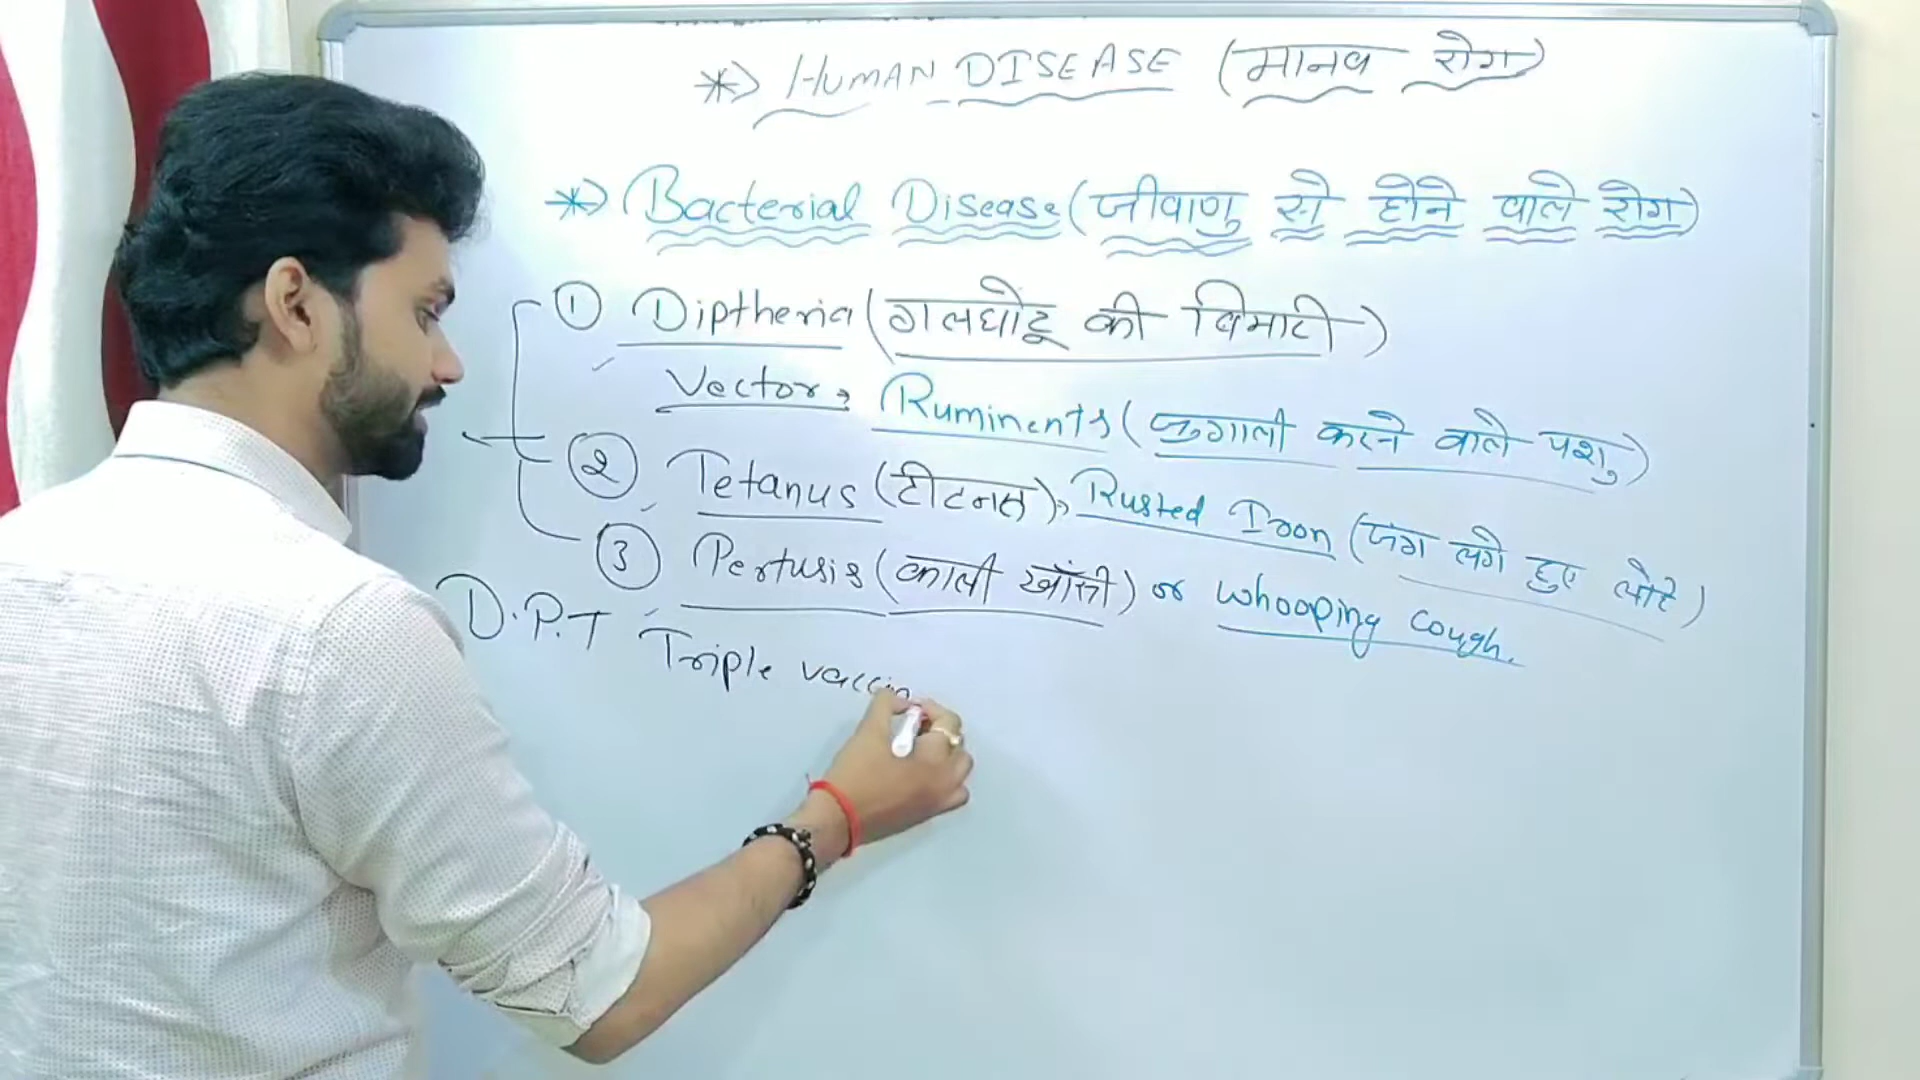 *> HUMAN DISEASE (मानव रोग)
*> Bacterial Disease (जीवाणु से होने वाले रोग)
① Diptheria (गलघोंटू की बिमारी)
Vector → Ruminents (जुगाली करने वाले पशु)
② Tetanus (टीटनस) → Rusted Iron (जंग लगे हुए लोहे)
③ Pertusis (काली खाँसी) or whooping cough.
D.P.T Triple vaccin